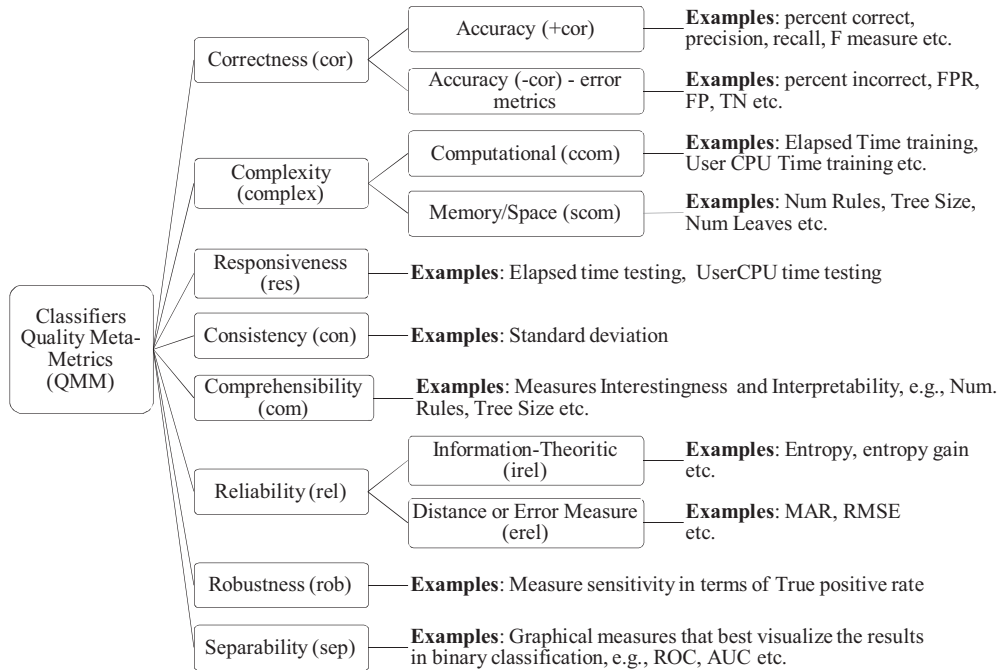 Classifiers
Quality Meta-
Metrics
(QMM)
Correctness (cor)
Accuracy (+cor)
Examples: percent correct,
precision, recall, F measure etc.
Accuracy (-cor) - error
metrics
Examples: percent incorrect, FPR,
FP, TN etc.
Complexity
(complex)
Computational (ccom)
Examples: Elapsed Time training,
User CPU Time training etc.
Memory/Space (scom)
Examples: Num Rules, Tree Size,
Num Leaves etc.
Responsiveness
(res)
Examples: Elapsed time testing, UserCPU time testing
Consistency (con)
Examples: Standard deviation
Comprehensibility
(com)
Examples: Measures Interestingness and Interpretability, e.g., Num.
Rules, Tree Size etc.
Reliability (rel)
Information-Theoritic
(irel)
Examples: Entropy, entropy gain
etc.
Distance or Error Measure
(erel)
Examples: MAR, RMSE
etc.
Robustness (rob)
Examples: Measure sensitivity in terms of True positive rate
Separability (sep)
Examples: Graphical measures that best visualize the results
in binary classification, e.g., ROC, AUC etc.